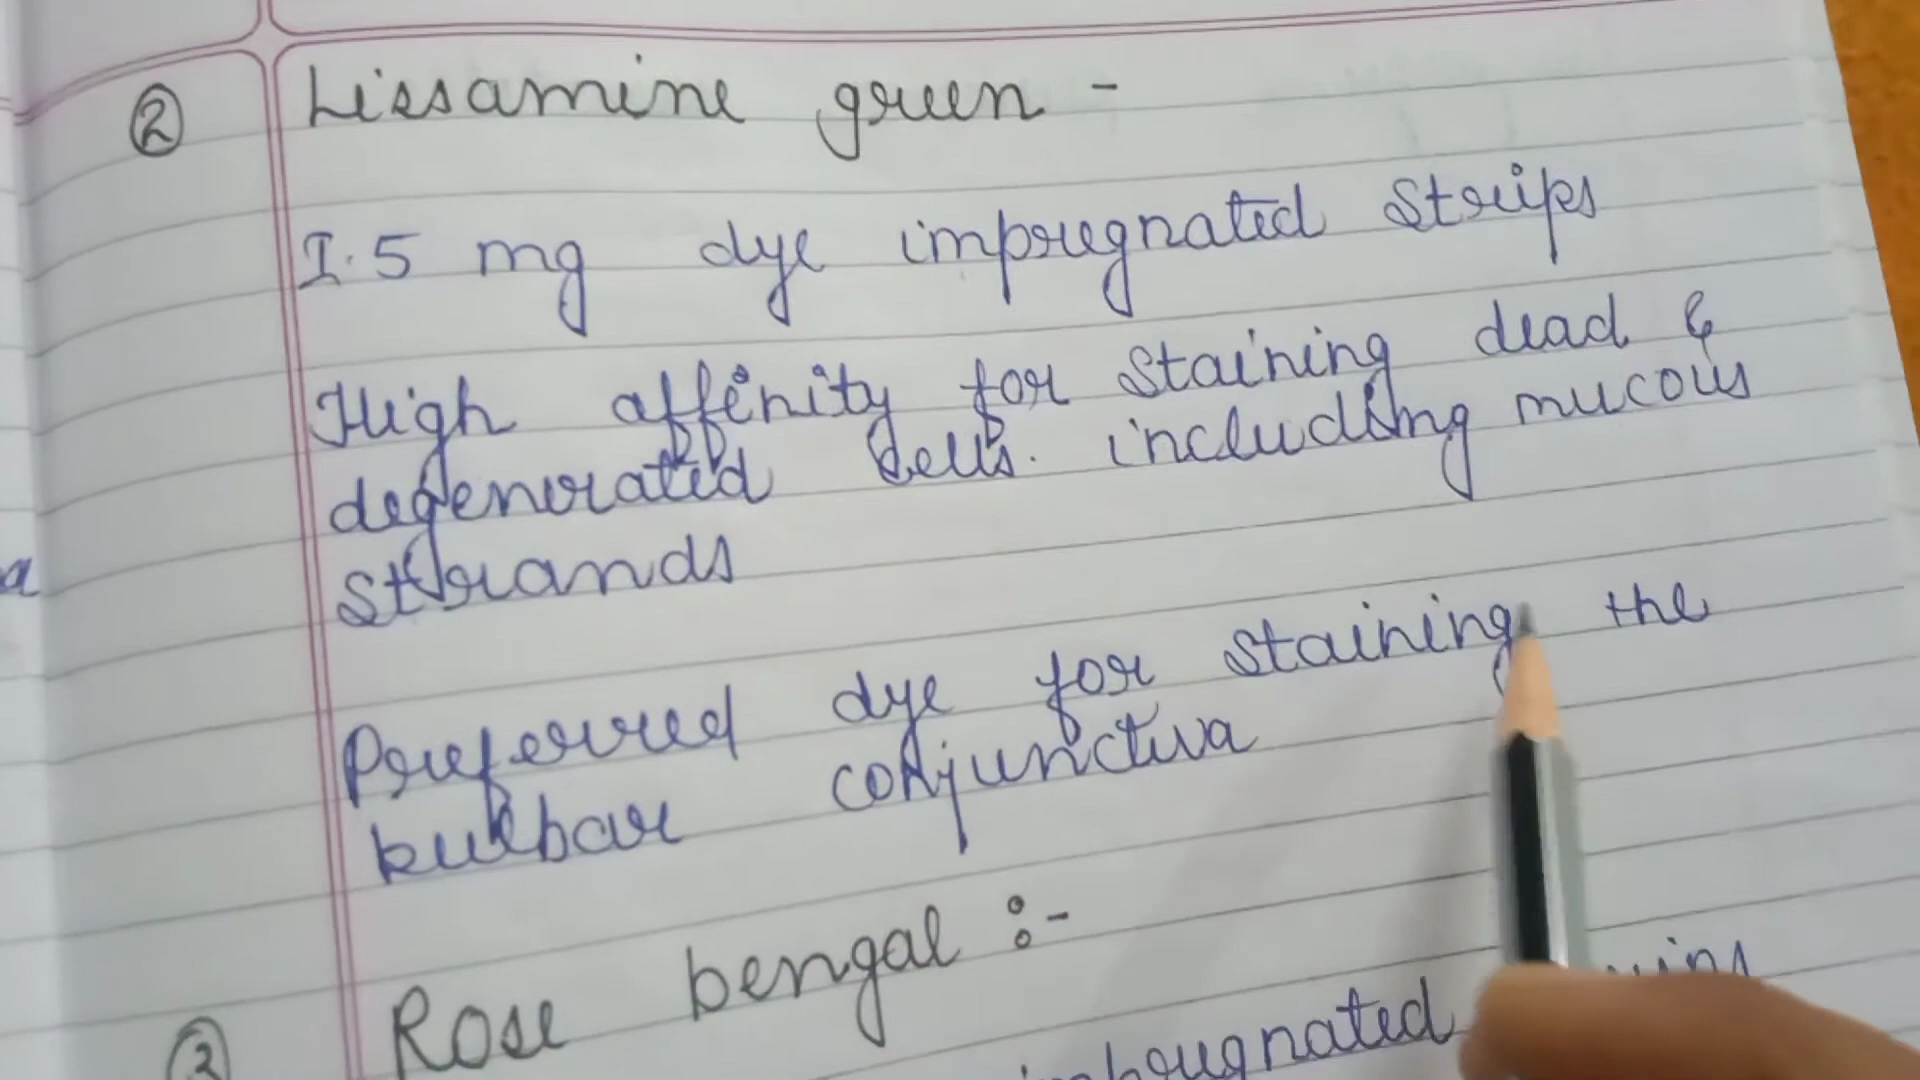 ② Lissamine green -
1.5 mg dye impregnated strips
High affinity for staining dead &
degenerated cells. including mucous
strands
Preferred dye for staining the
bulbar conjunctiva
③ Rose bengal :-
impregnated
a